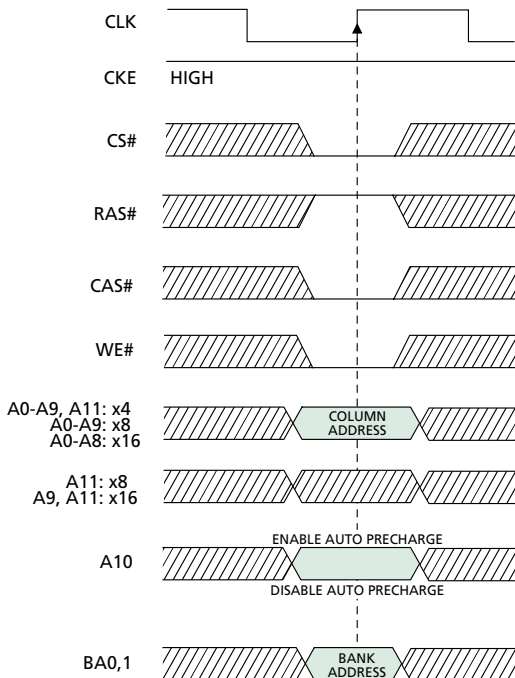 CLK
CKE HIGH
CS#
RAS#
CAS#
WE#
A0-A9, A11: x4
A0-A9: x8
A0-A8: x16
COLUMN
ADDRESS
A11: x8
A9, A11: x16
ENABLE AUTO PRECHARGE
A10
DISABLE AUTO PRECHARGE
BA0,1
BANK
ADDRESS